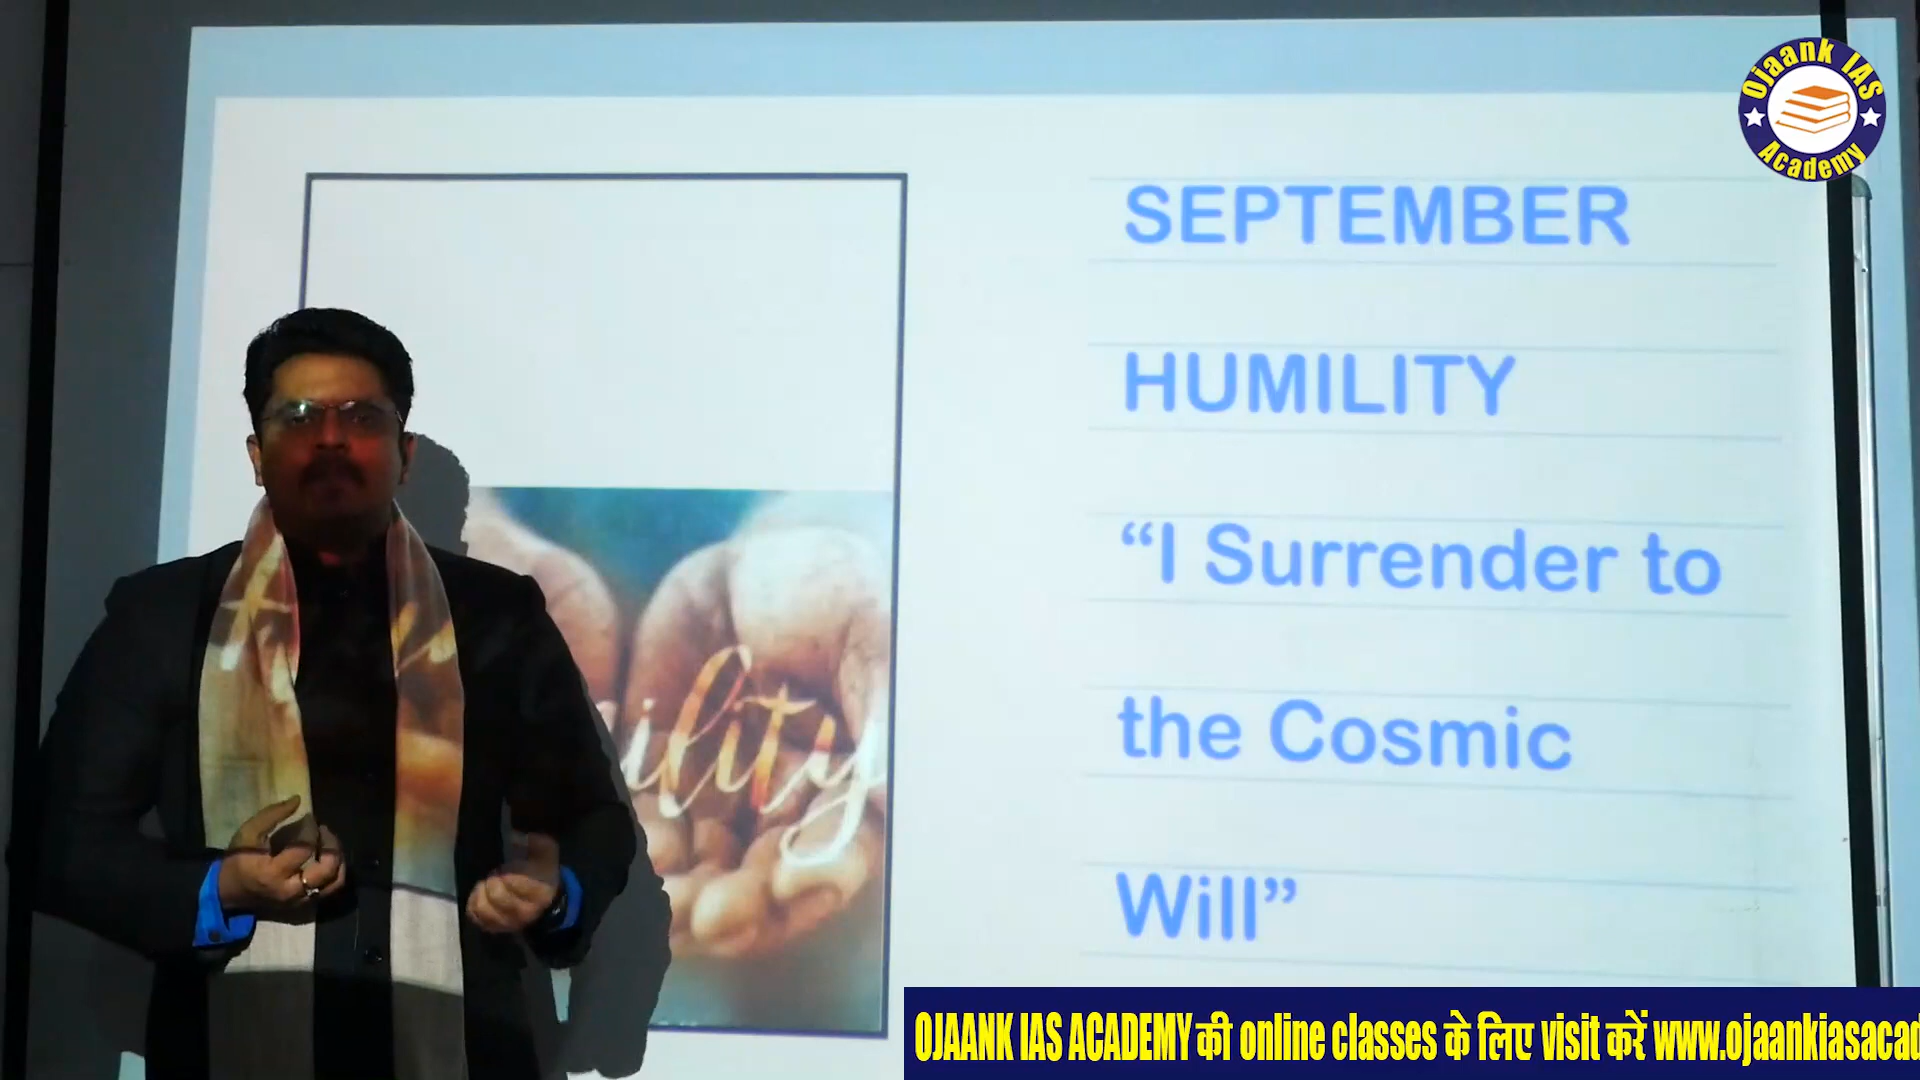 Ojaank IAS
Academy
SEPTEMBER
HUMILITY
“I Surrender to
the Cosmic
Will”
ility
OJAANK IAS ACADEMY की online classes के लिए visit करें www.ojaankiasacad